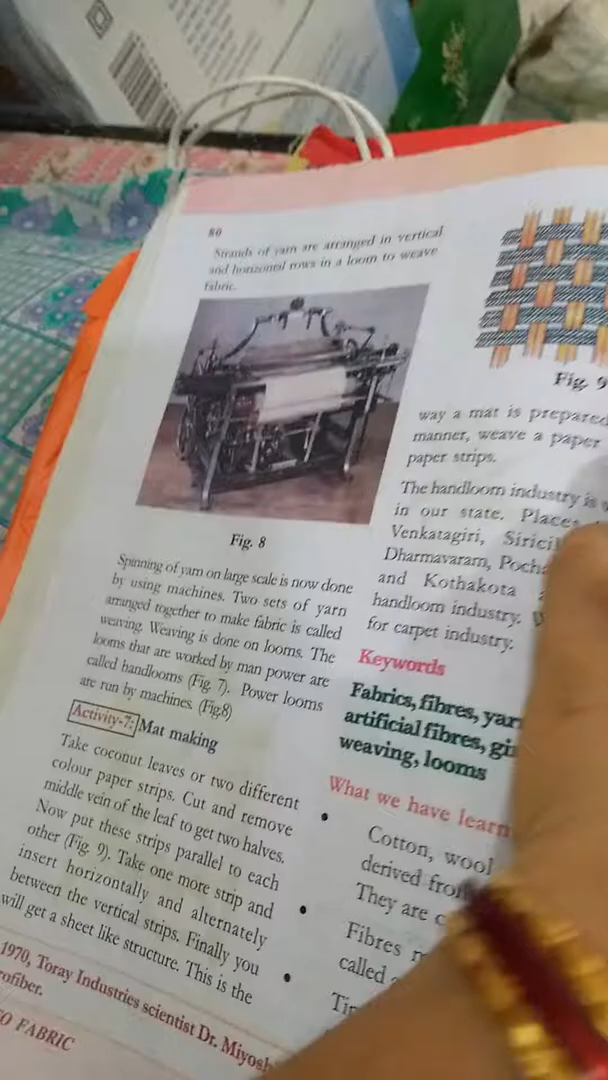 80
Strands of yarn are arranged in vertical
and horizontal rows in a loom to weave
fabric.
Fig. 8
Spinning of yarn on large scale is now done
by using machines. Two sets of yarn
arranged together to make fabric is called
weaving. Weaving is done on looms. The
looms that are worked by man power are
called handlooms (Fig. 7). Power looms
are run by machines. (Fig.8)
Activity-7: Mat making
Take coconut leaves or two different
colour paper strips. Cut and remove
middle vein of the leaf to get two halves.
Now put these strips parallel to each
other (Fig. 9). Take one more strip and
insert horizontally and alternately
between the vertical strips. Finally you
will get a sheet like structure. This is the
1970, Toray Industries scientist Dr.
FABRIC
Fig. 9
way a mat is prepared
manner, weave a paper
paper strips.
The handloom industry is
in our state. Places
Venkatagiri,
Dharmavaram,
and Kothakota
handloom industry.
for carpet industry.
Keywords
Fabrics, fibres,
artificial fibres,
weaving, looms
What we have
• Cotton, wool
derived
They are
• Fibres
called
•